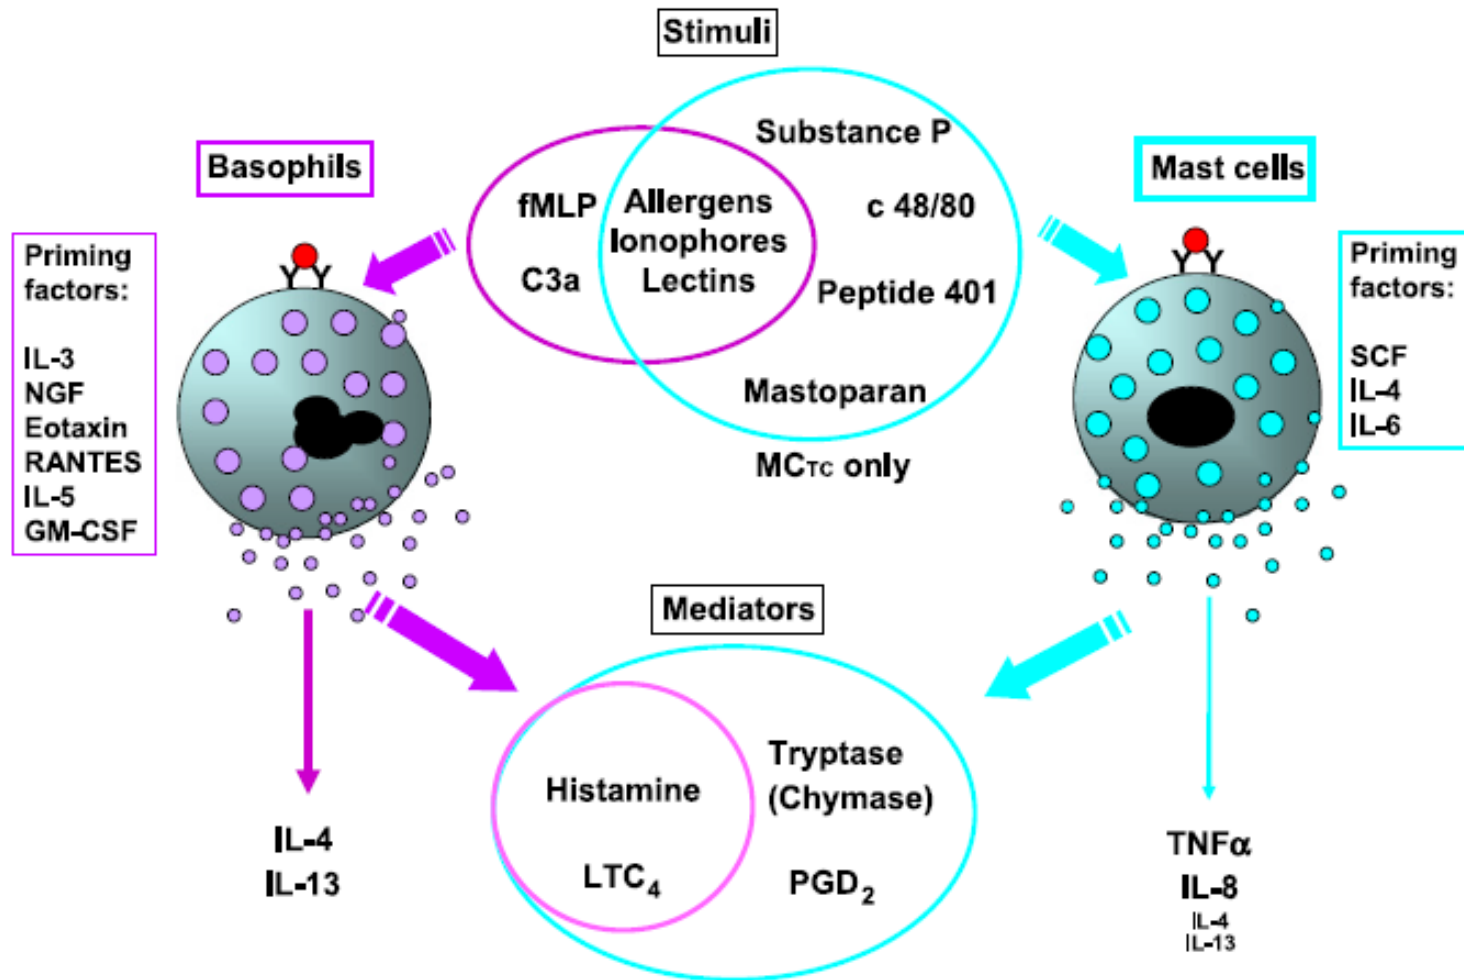 Stimuli
Basophils
Mast cells
Substance P
fMLP
Allergens
c 48/80
Ionophores
C3a
Lectins
Peptide 401
Mastoparan
MCTC only
Priming
factors:
IL-3
NGF
Eotaxin
RANTES
IL-5
GM-CSF
Priming
factors:
SCF
IL-4
IL-6
Mediators
Histamine
LTC4
Tryptase
(Chymase)
PGD2
IL-4
IL-13
TNFα
IL-8
IL-4
IL-13